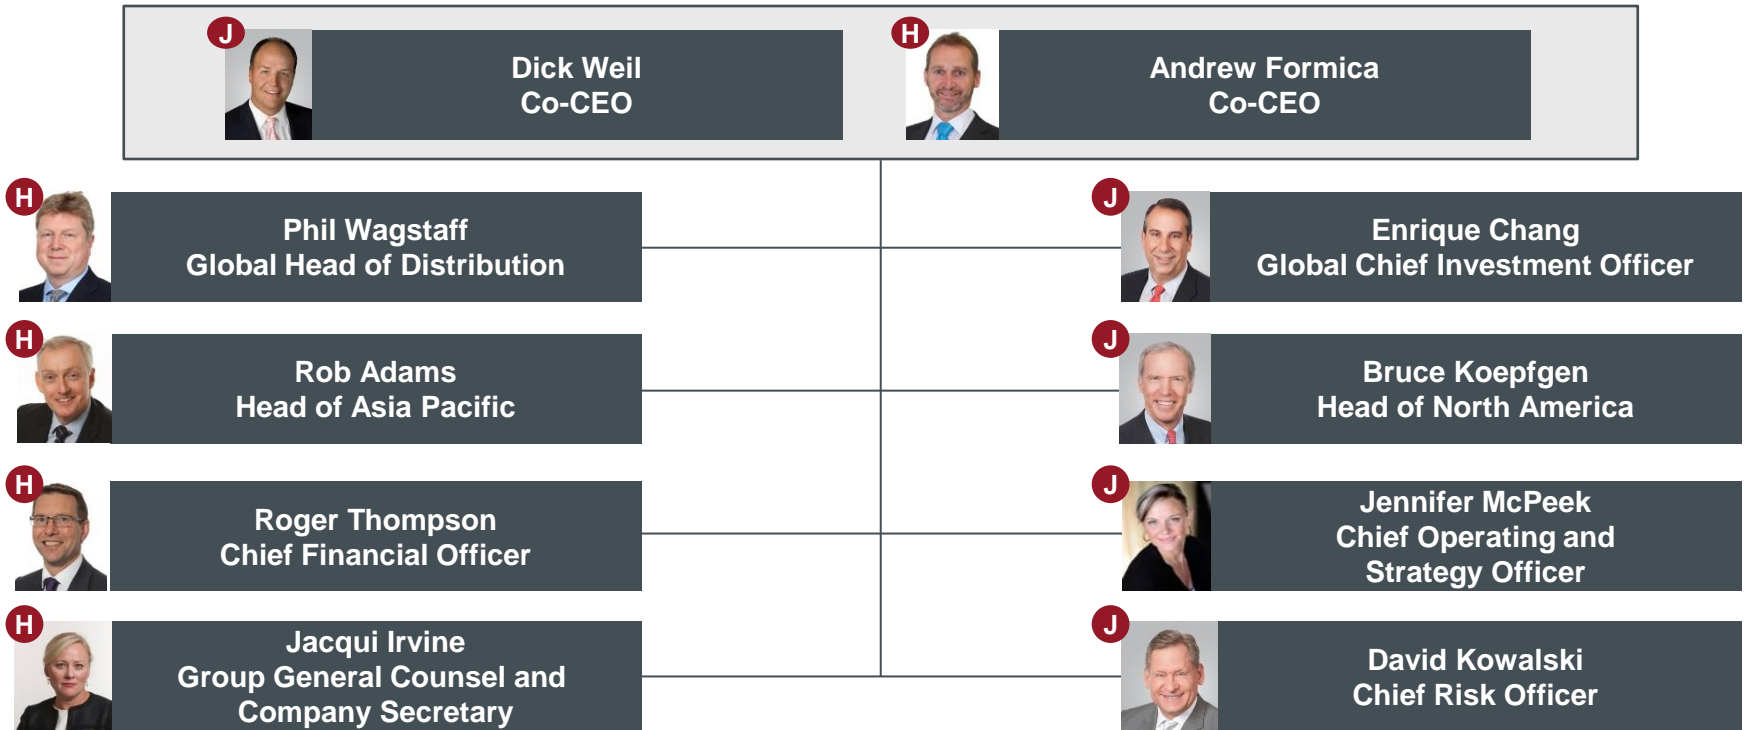 J
Dick Weil
Co-CEO
H
Andrew Formica
Co-CEO
H
Phil Wagstaff
Global Head of Distribution
J
Enrique Chang
Global Chief Investment Officer
H
Rob Adams
Head of Asia Pacific
J
Bruce Koepfgen
Head of North America
H
Roger Thompson
Chief Financial Officer
J
Jennifer McPeek
Chief Operating and
Strategy Officer
H
Jacqui Irvine
Group General Counsel and
Company Secretary
J
David Kowalski
Chief Risk Officer